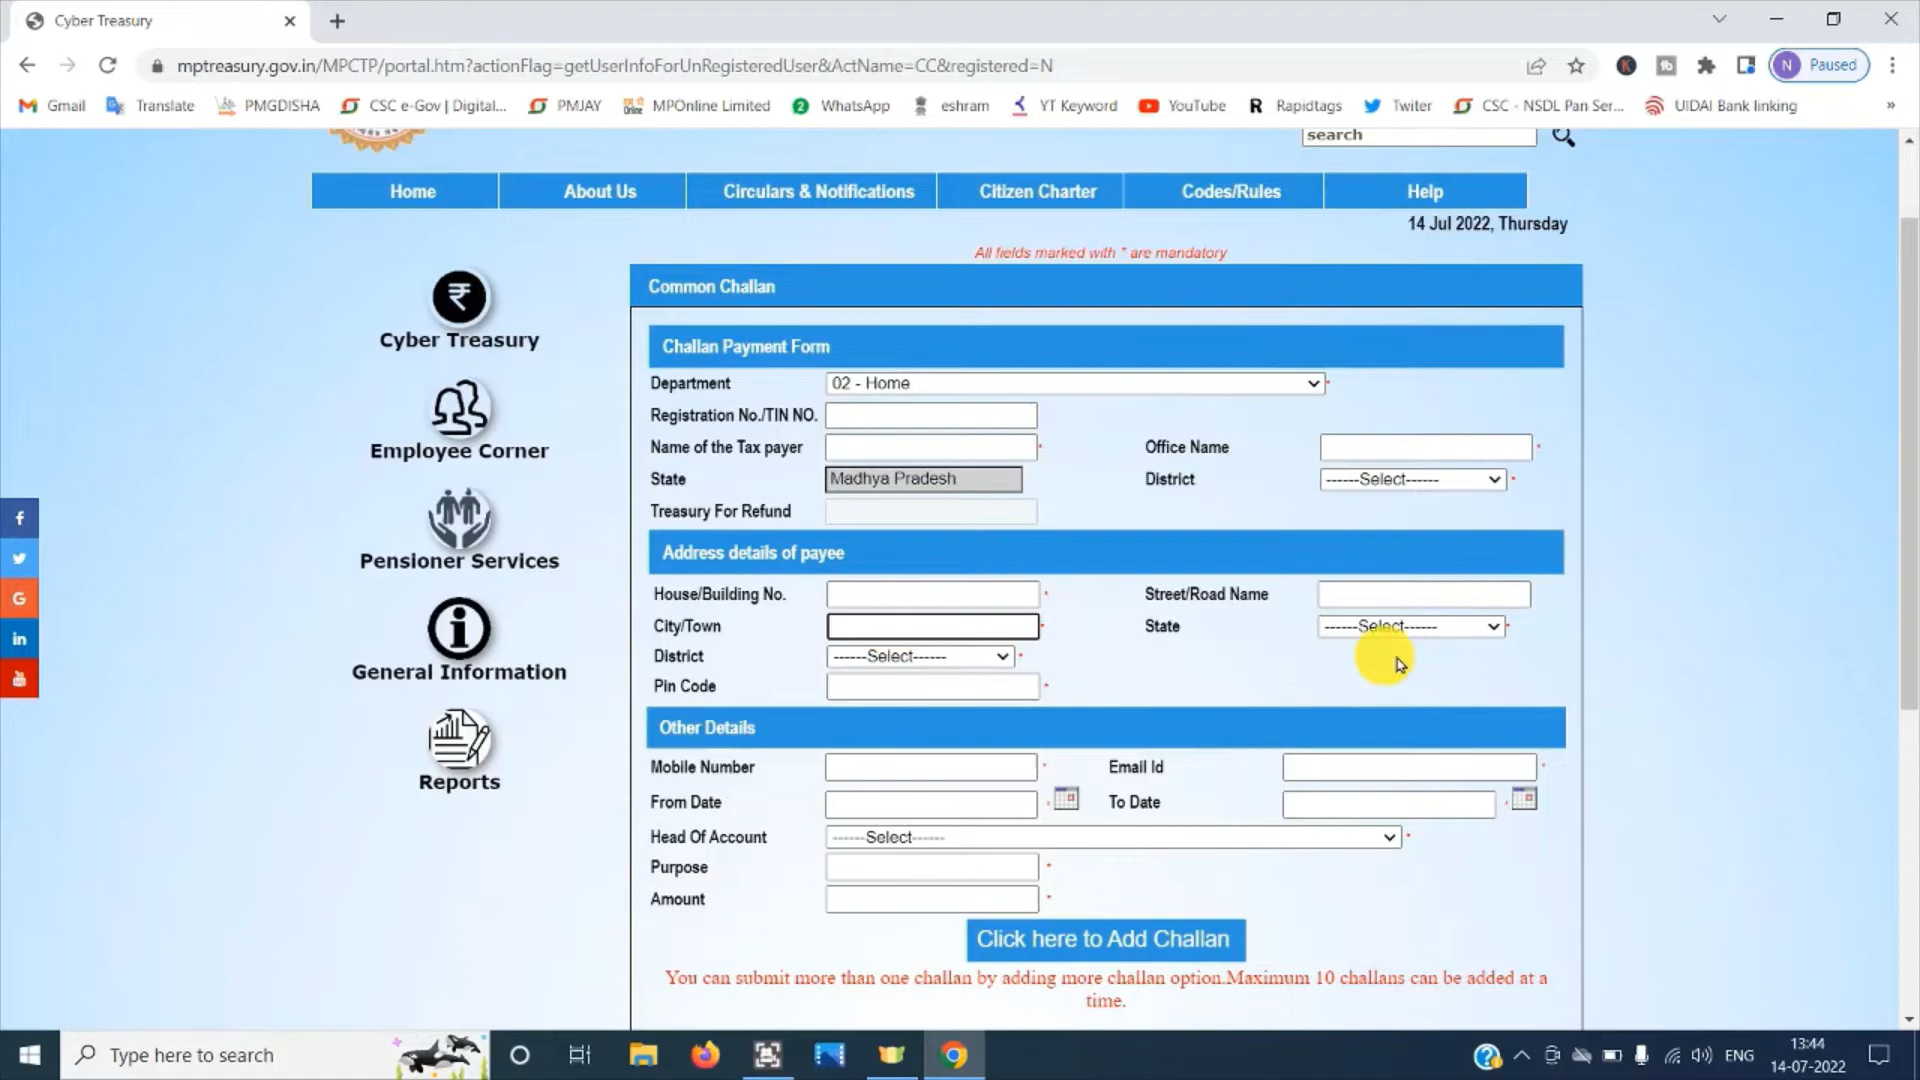 Cyber Treasury
mptreasury.gov.in/MPCTP/portal.htm?actionFlag=getUserInfoForUnRegisteredUser&ActName=CC&registered=N
N Paused
Gmail Translate PMGDISHA CSC e-Gov | Digital... PMJAY MPOnline Limited WhatsApp eshram YT Keyword YouTube Rapidtags Twiter CSC - NSDL Pan Ser... UIDAI Bank linking »
search
Home About Us Circulars & Notifications Citizen Charter Codes/Rules Help
14 Jul 2022, Thursday
All fields marked with * are mandatory
Common Challan
Cyber Treasury
Employee Corner
Pensioner Services
General Information
Reports
Challan Payment Form
Department 02 - Home *
Registration No./TIN NO.
Name of the Tax payer * Office Name *
State Madhya Pradesh District ------Select------ *
Treasury For Refund
Address details of payee
House/Building No. * Street/Road Name
City/Town * State ------Select------ *
District ------Select------ *
Pin Code *
Other Details
Mobile Number * Email Id *
From Date * To Date *
Head Of Account ------Select------ *
Purpose *
Amount *
Click here to Add Challan
You can submit more than one challan by adding more challan option.Maximum 10 challans can be added at a
time.
Type here to search
ENG
13:44
14-07-2022